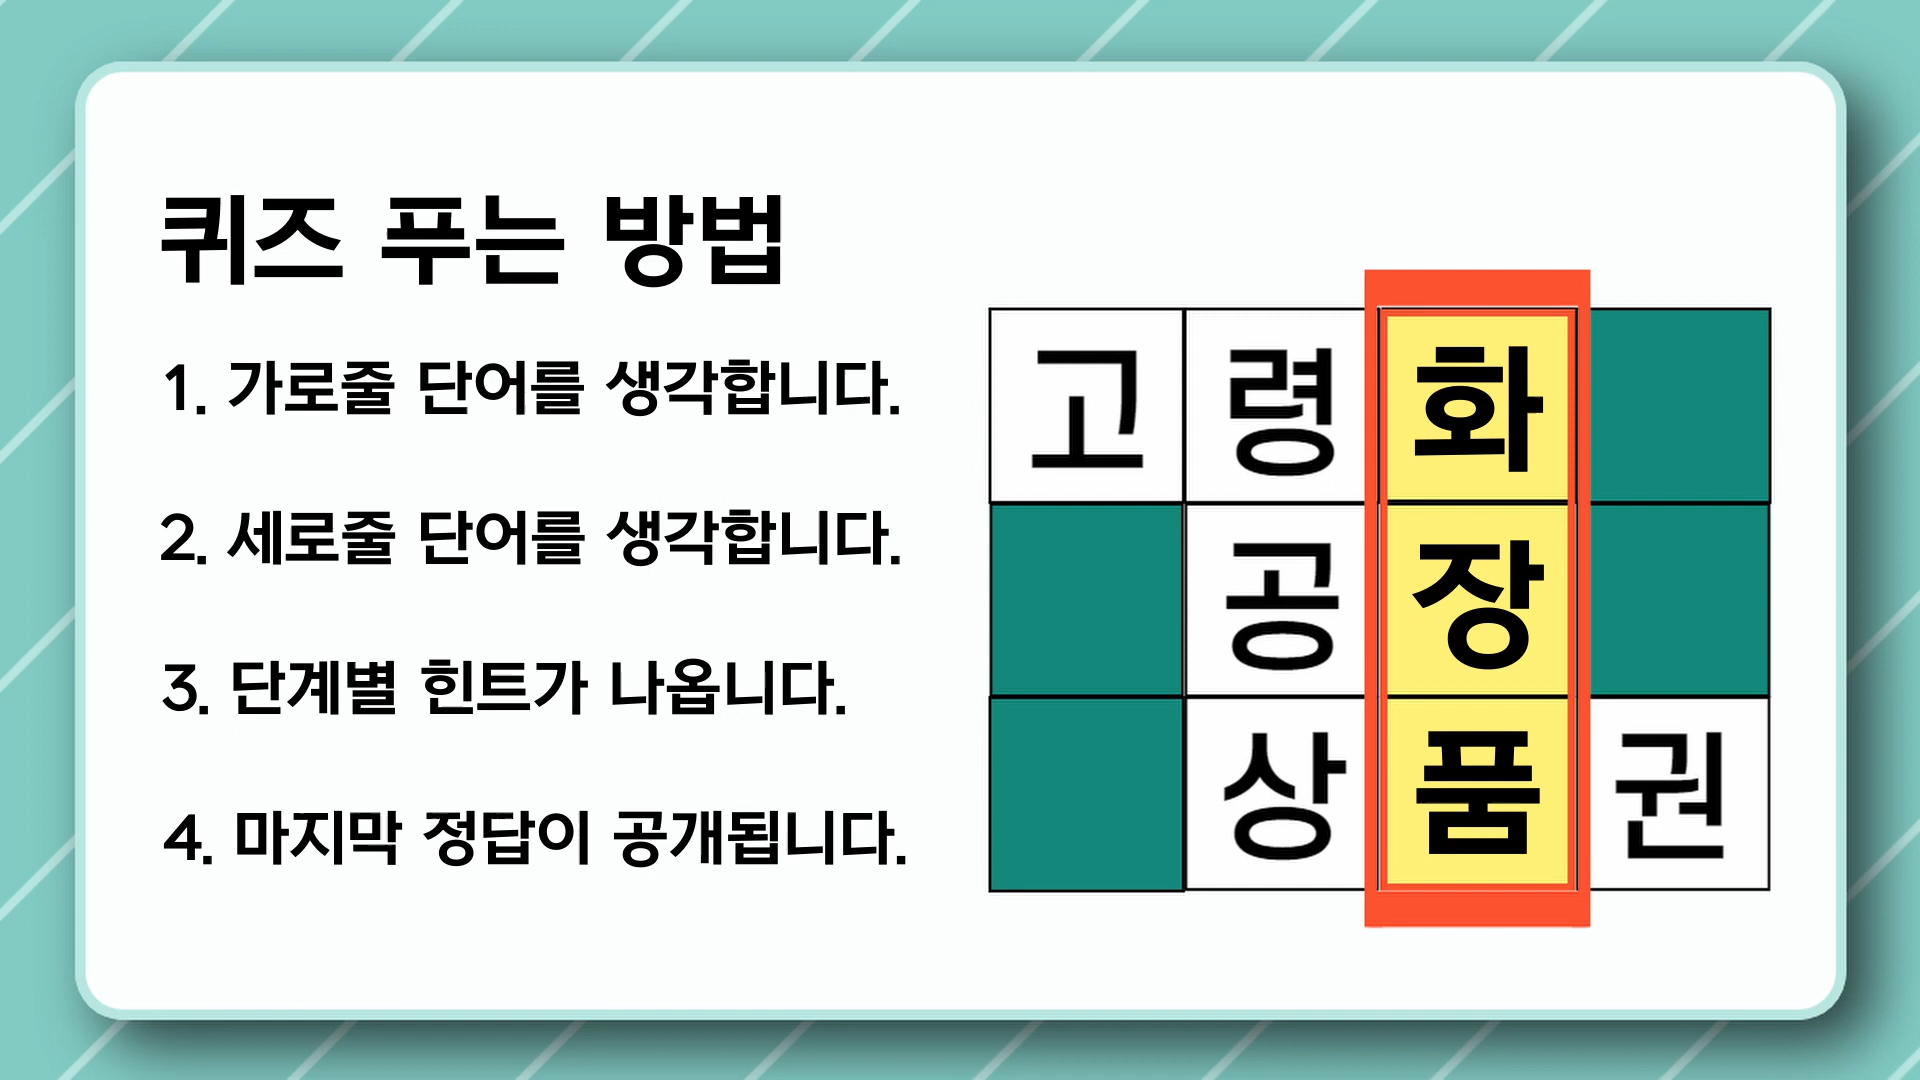 퀴즈 푸는 방법
1. 가로줄 단어를 생각합니다.
2. 세로줄 단어를 생각합니다.
3. 단계별 힌트가 나옵니다.
4. 마지막 정답이 공개됩니다.
고 령 화
공 장
상 품 권